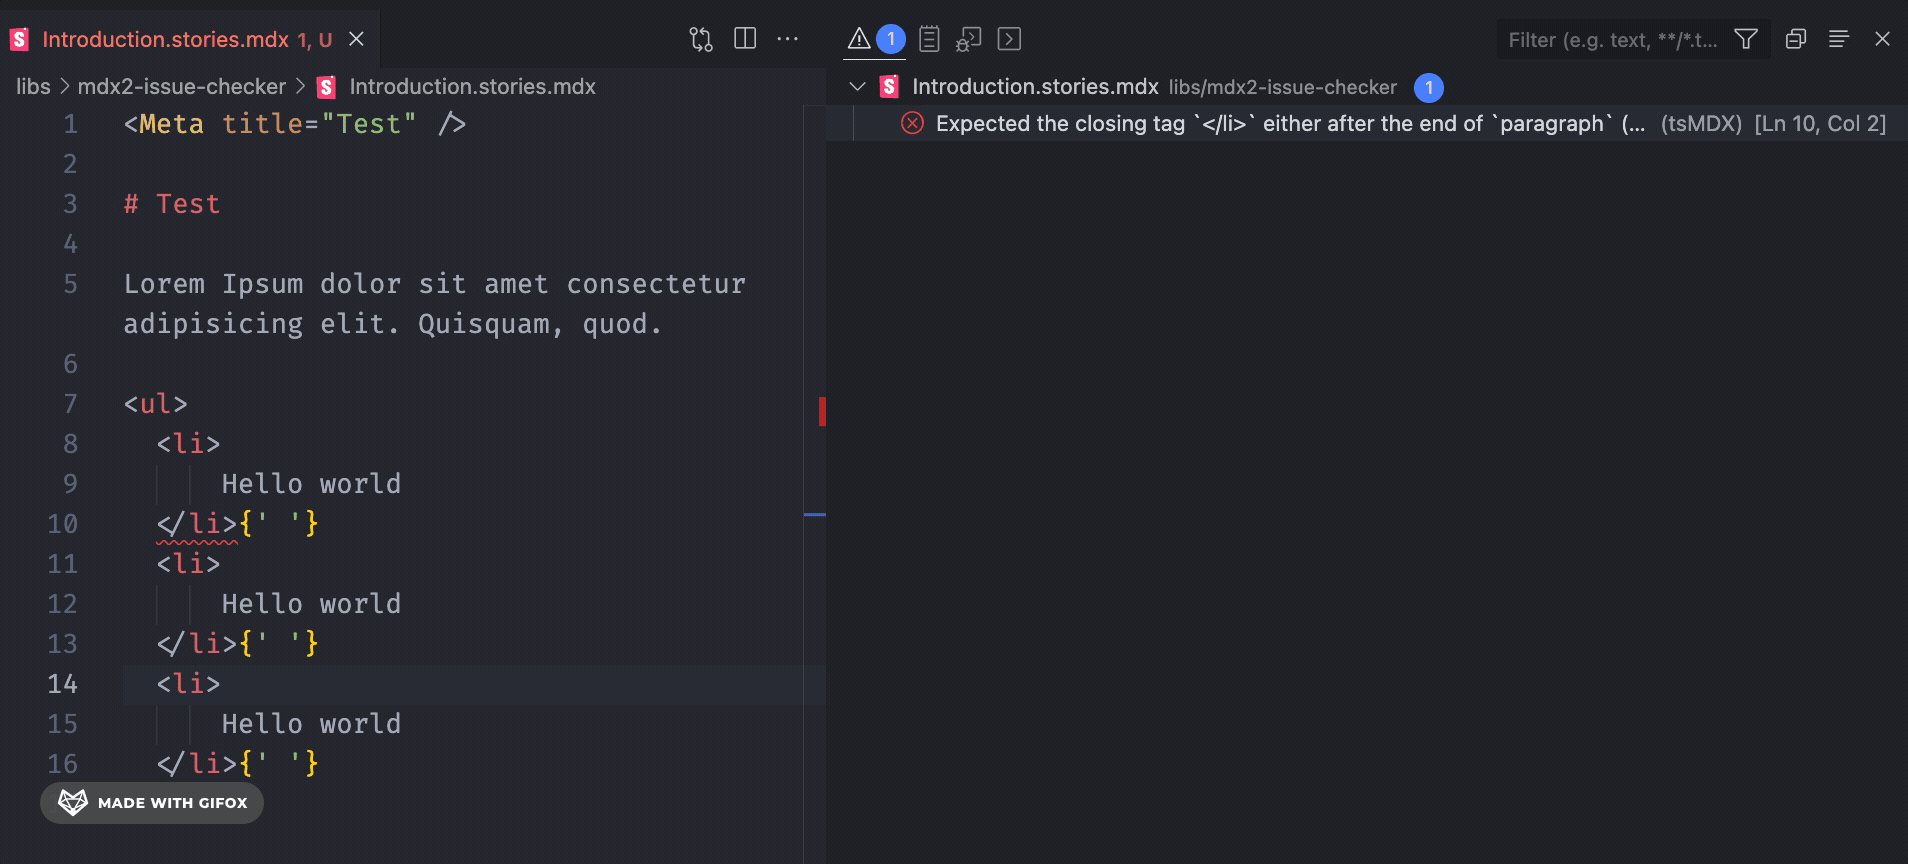 Introduction.stories.mdx 1, U
libs > mdx2-issue-checker > Introduction.stories.mdx
1 <Meta title="Test" />
2
3 # Test
4
5 Lorem Ipsum dolor sit amet consectetur
adipisicing elit. Quisquam, quod.
6
7 <ul>
8 <li>
9 Hello world
10 </li>{' '}
11 <li>
12 Hello world
13 </li>{' '}
14 <li>
15 Hello world
16 </li>{' '}
MADE WITH GIFOX
1
Filter (e.g. text, **/*.t...
Introduction.stories.mdx libs/mdx2-issue-checker 1
Expected the closing tag `</li>` either after the end of `paragraph` (... (tsMDX) [Ln 10, Col 2]